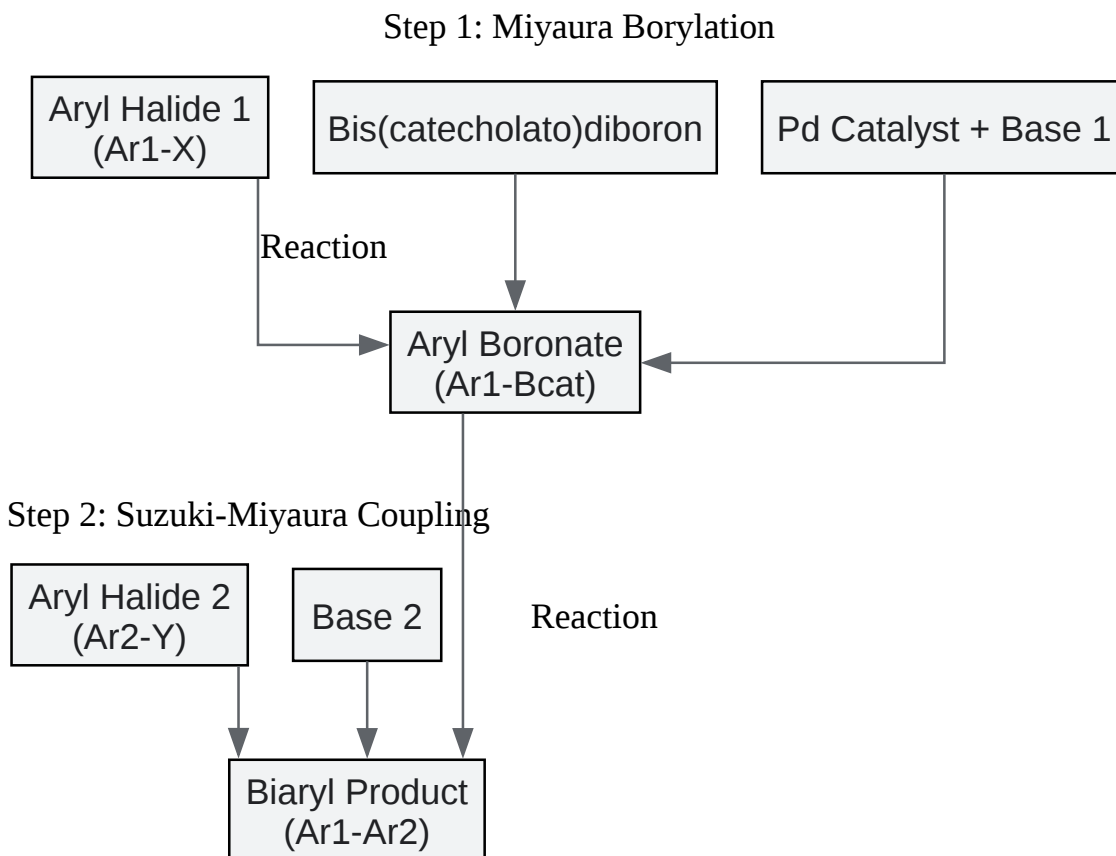 Step 1: Miyaura Borylation
Aryl Halide 1
(Ar1-X)
Bis(catecholato)diboron
Pd Catalyst + Base 1
Reaction
Aryl Boronate
(Ar1-Bcat)
Step 2: Suzuki-Miyaura Coupling
Aryl Halide 2
(Ar2-Y)
Base 2
Reaction
Biaryl Product
(Ar1-Ar2)